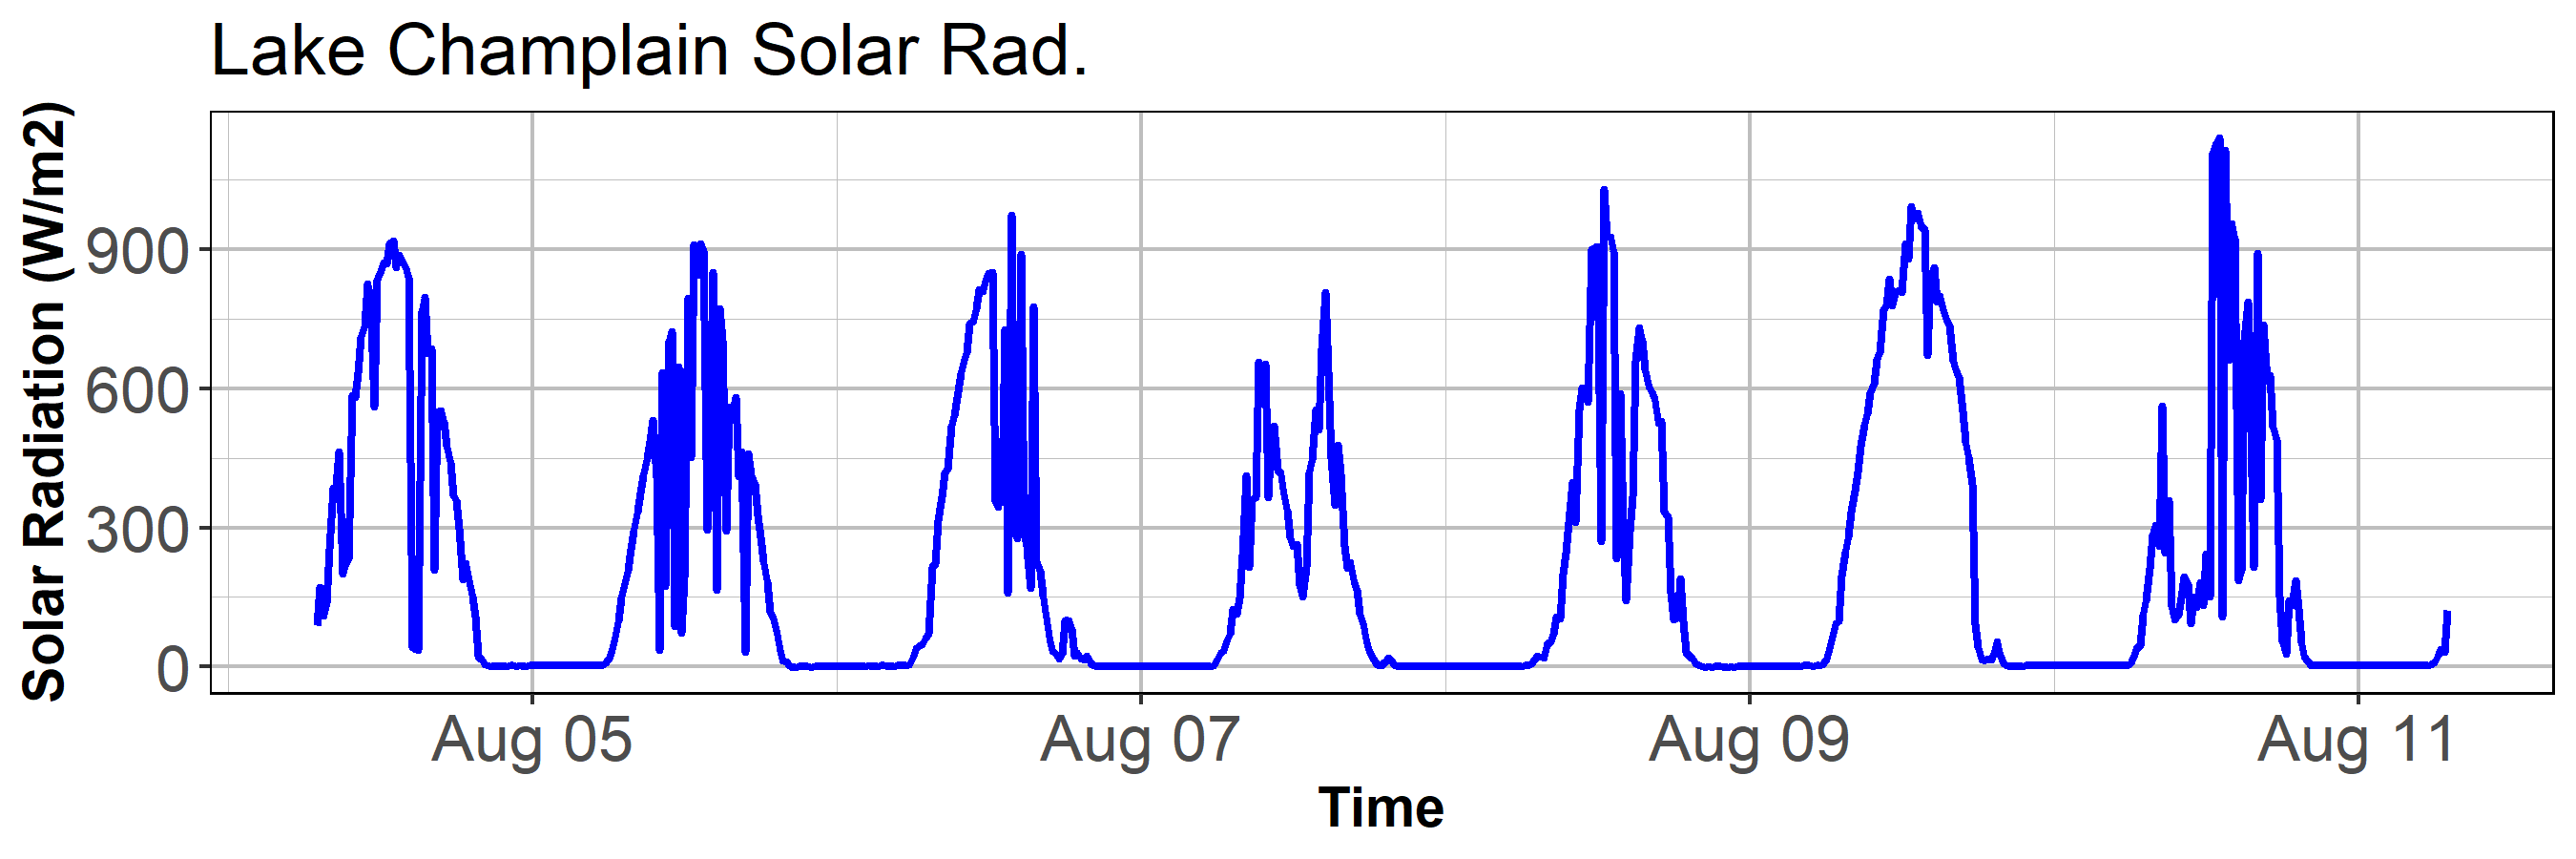 Lake Champlain Solar Rad.
Solar Radiation (W/m2)
900
600
300
0
Aug 05 Aug 07 Aug 09 Aug 11
Time